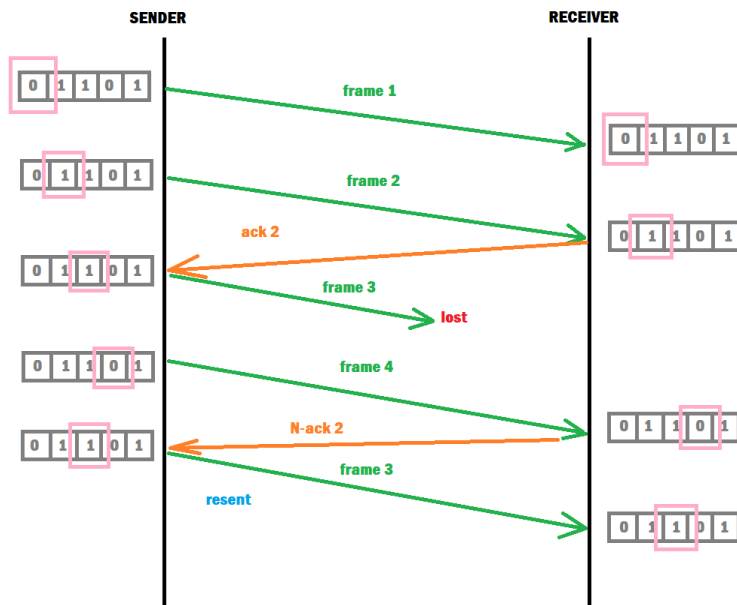 SENDER RECEIVER
0 1 1 0 1
frame 1
0 1 1 0 1
0 1 1 0 1
frame 2
ack 2
0 1 1 0 1
0 1 1 0 1
frame 3
lost
0 1 1 0 1
frame 4
N-ack 2
0 1 1 0 1
0 1 1 0 1
frame 3
resent
0 1 1 0 1